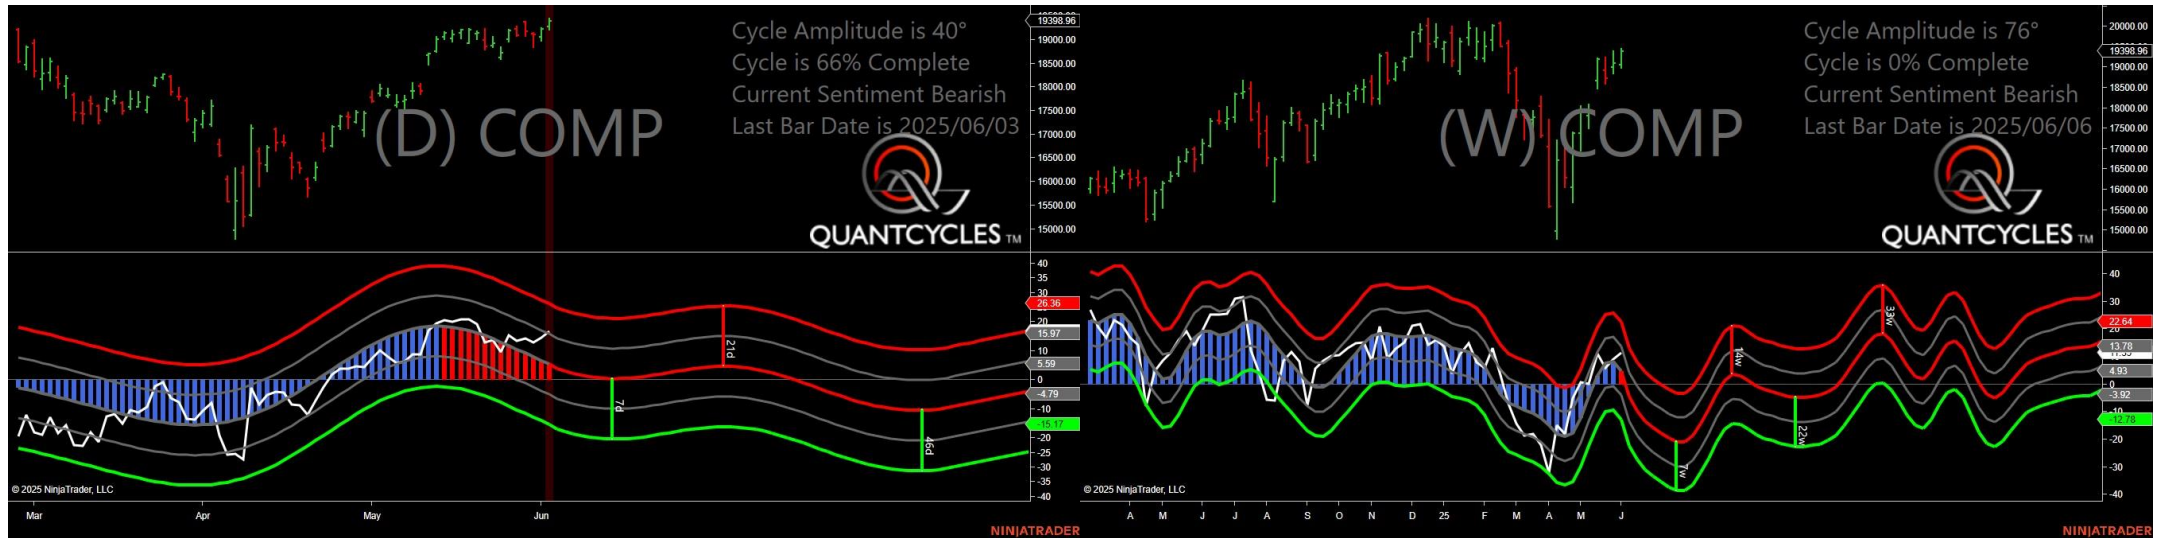 19398.96
Cycle Amplitude is 40°
Cycle is 66% Complete
Current Sentiment Bearish
Last Bar Date is 2025/06/03
(D) COMP
QUANTCYCLES TM
19000.00
18500.00
18000.00
17500.00
17000.00
16500.00
16000.00
15500.00
15000.00
40
35
30
26.36
20
15.97
10
5.59
0
-4.79
-10
-15.17
-20
-25
-30
-35
-40
7d
21d
46d
© 2025 NinjaTrader, LLC
Mar
Apr
May
Jun
NINJATRADER
Cycle Amplitude is 76°
Cycle is 0% Complete
Current Sentiment Bearish
Last Bar Date is 2025/06/06
(W) COMP
QUANTCYCLES TM
20000.00
19398.96
19000.00
18500.00
18000.00
17500.00
17000.00
16500.00
16000.00
15500.00
15000.00
40
30
22.64
13.78
4.93
0
-3.92
-10
-12.78
-20
-30
-40
7w
14w
22w
33w
© 2025 NinjaTrader, LLC
A M J J A S O N D 25 F M A M J
NINJATRADER